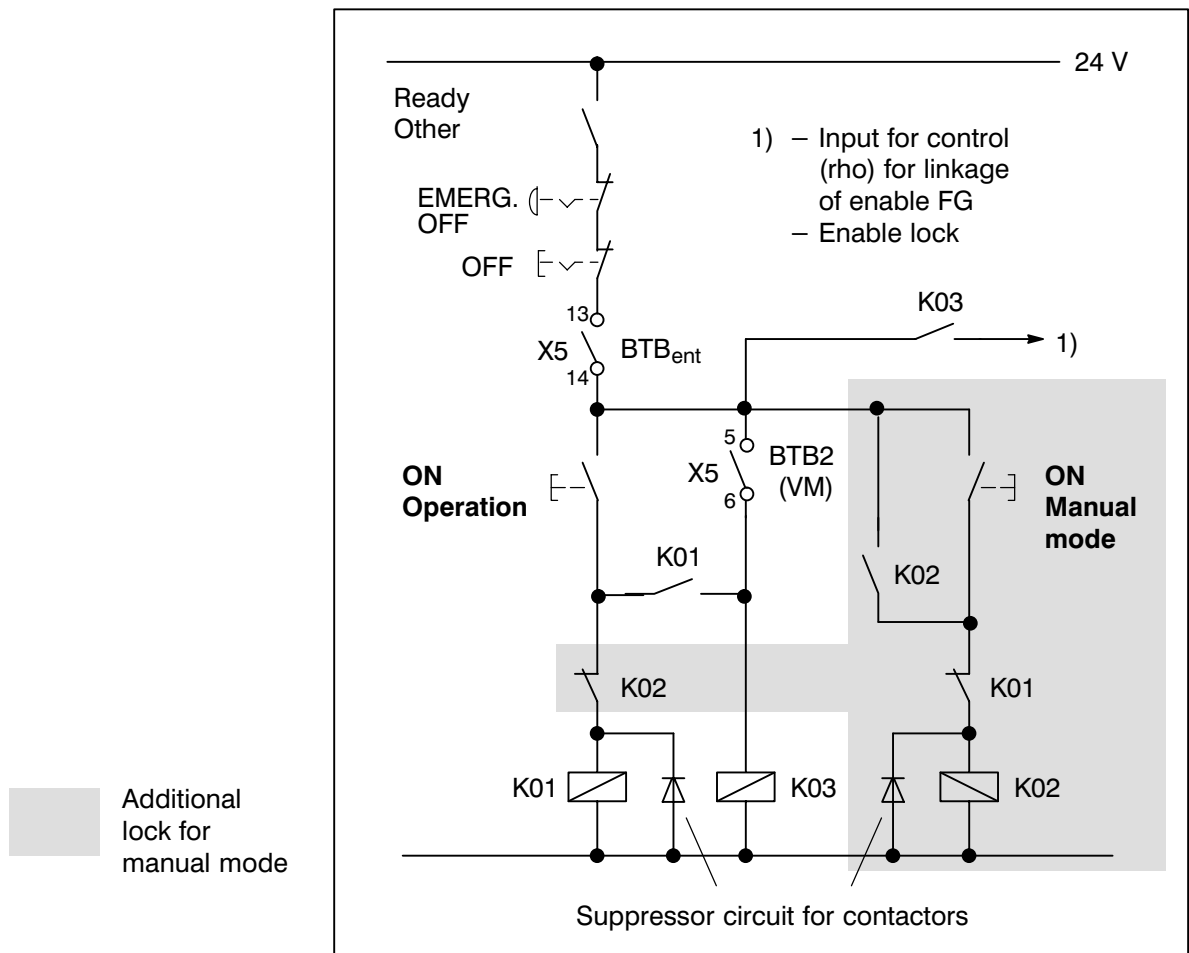 24 V
Ready
Other
1) – Input for control
(rho) for linkage
of enable FG
– Enable lock
EMERG.
OFF
OFF
K03
13
X5
BTBent
1)
14
5
BTB2
X5
(VM)
6
ON
Operation
ON
Manual
mode
K01
K02
K02
K01
K01
K03
K02
Additional
lock for
manual mode
Suppressor circuit for contactors